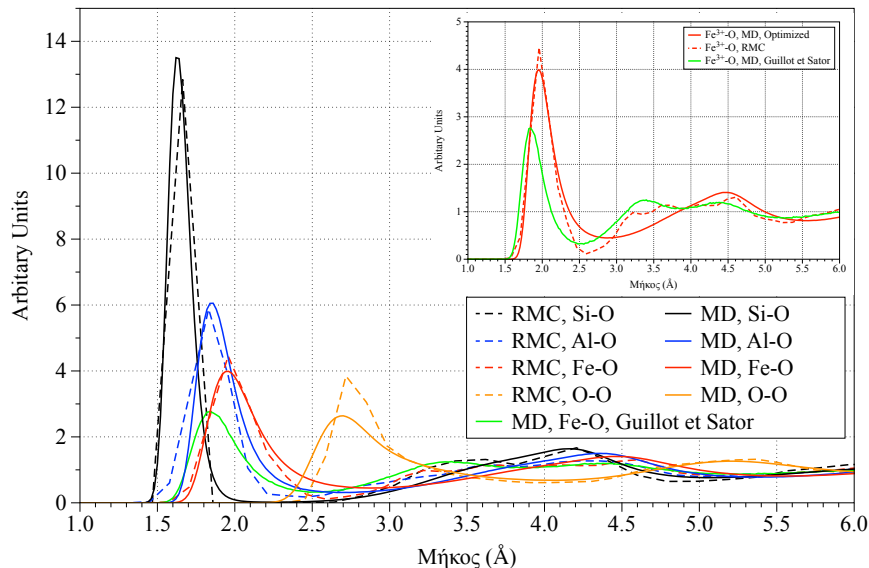 14
12
10
8
6
4
2
0
Arbitary Units
1.0 1.5 2.0 2.5 3.0 3.5 4.0 4.5 5.0 5.5 6.0
Μήκος (Å)
5
4
3
2
1
0
Arbitary Units
1.0 1.5 2.0 2.5 3.0 3.5 4.0 4.5 5.0 5.5 6.0
Μήκος (Å)
Fe³⁺-O, MD, Optimized
Fe³⁺-O, RMC
Fe³⁺-O, MD, Guillot et Sator
RMC, Si-O MD, Si-O
RMC, Al-O MD, Al-O
RMC, Fe-O MD, Fe-O
RMC, O-O MD, O-O
MD, Fe-O, Guillot et Sator